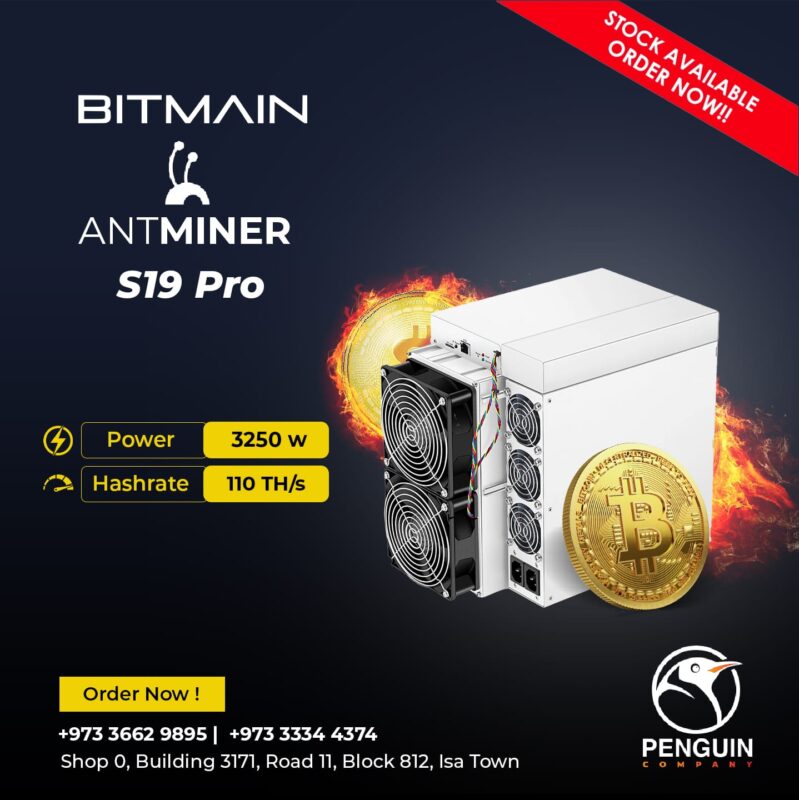 STOCK AVAILABLE
ORDER NOW!!
BITMAIN
ANTMINER
S19 Pro
Power 3250 w
Hashrate 110 TH/s
Order Now !
+973 3662 9895 | +973 3334 4374
Shop 0, Building 3171, Road 11, Block 812, Isa Town
PENGUIN
COMPANY